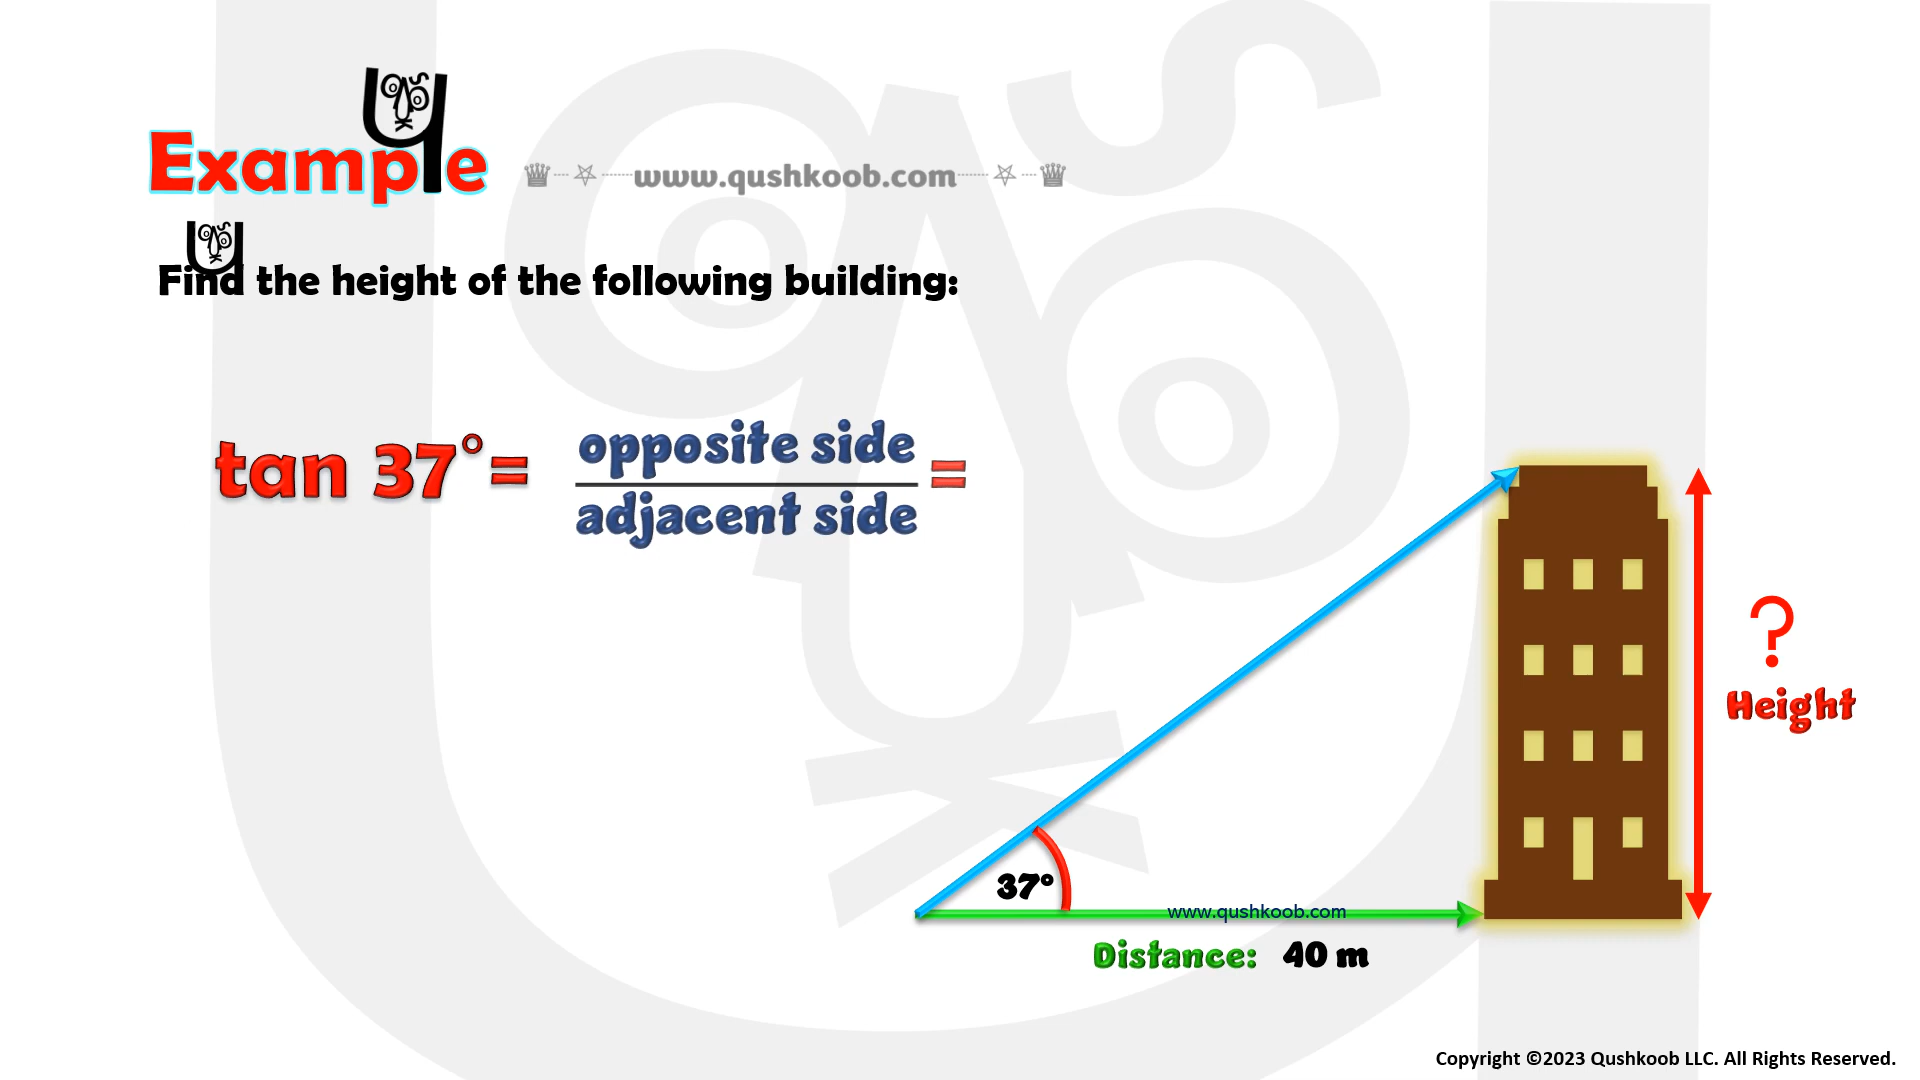 Example
www.qushkoob.com
Find the height of the following building:
tan 37°= opposite side =
adjacent side
?
Height
37°
www.qushkoob.com
Distance: 40 m
Copyright ©2023 Qushkoob LLC. All Rights Reserved.